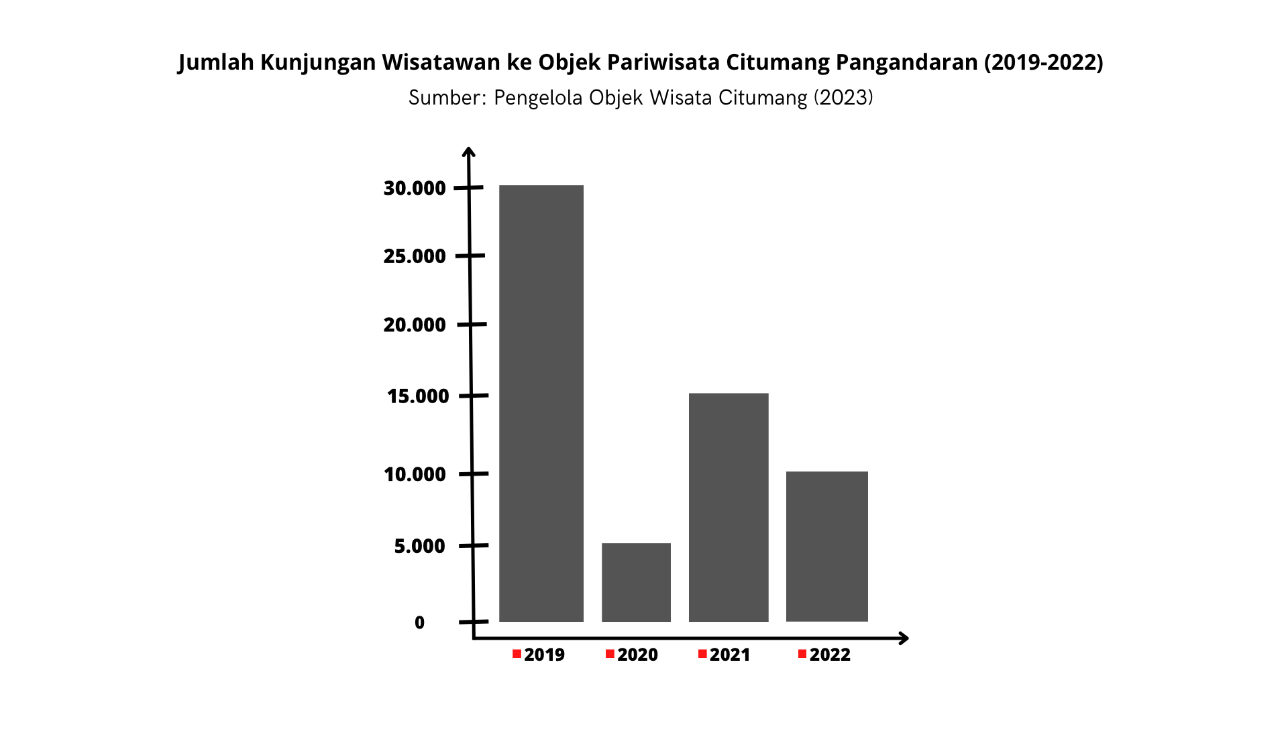 Jumlah Kunjungan Wisatawan ke Objek Pariwisata Citumang Pangandaran (2019-2022)
Sumber: Pengelola Objek Wisata Citumang (2023)
30.000
25.000
20.000
15.000
10.000
5.000
0
2019 2020 2021 2022